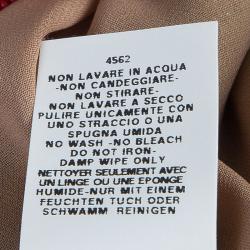 4562
NON LAVARE IN ACQUA
-NON CANDEGGIARE-
NON STIRARE-
NON LAVARE A SECCO
PULIRE UNICAMENTE CON
UNO STRACCIO O UNA
SPUGNA UMIDA
NO WASH -NO BLEACH
DO NOT IRON-
DAMP WIPE ONLY
NETTOYER SEULEMENT AVEC
UN LINGE OU UNE EPONGE
HUMIDE-NUR MIT EINEM
FEUCHTEN TUCH ODER
SCHWAMM REINIGEN